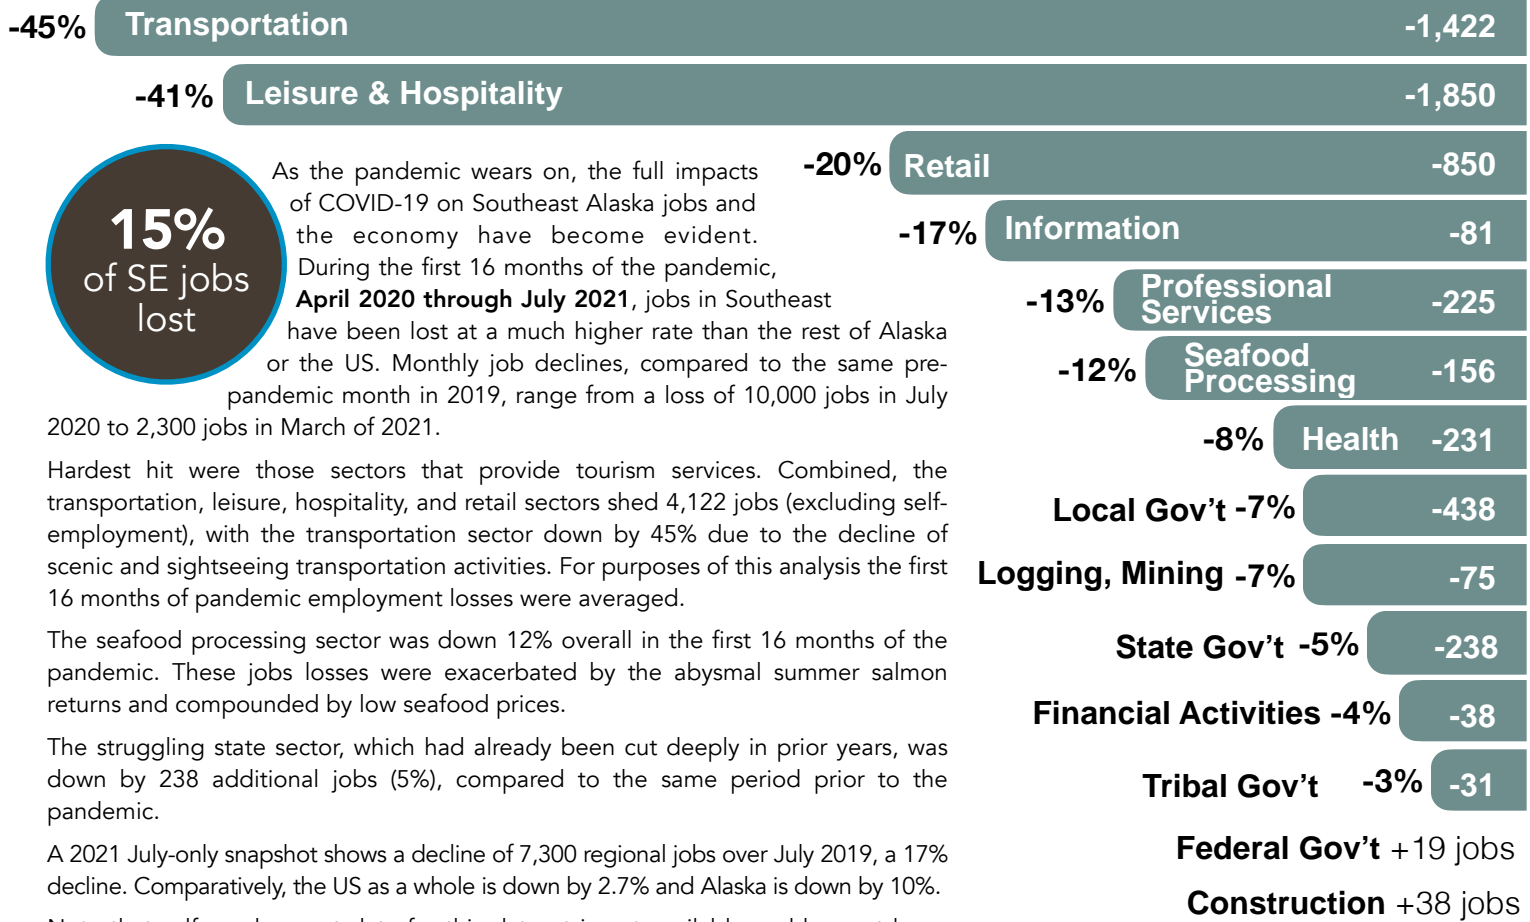 -45% Transportation -1,422
-41% Leisure & Hospitality -1,850
-20% Retail -850
-17% Information -81
-13% Professional
Services -225
-12% Seafood
Processing -156
-8% Health -231
Local Gov't -7% -438
Logging, Mining -7% -75
State Gov't -5% -238
Financial Activities -4% -38
Tribal Gov't -3% -31
Federal Gov't +19 jobs
Construction +38 jobs
15%
of SE jobs
lost
As the pandemic wears on, the full impacts
of COVID-19 on Southeast Alaska jobs and
the economy have become evident.
During the first 16 months of the pandemic,
April 2020 through July 2021, jobs in Southeast
have been lost at a much higher rate than the rest of Alaska
or the US. Monthly job declines, compared to the same pre-
pandemic month in 2019, range from a loss of 10,000 jobs in July
2020 to 2,300 jobs in March of 2021.
Hardest hit were those sectors that provide tourism services. Combined, the
transportation, leisure, hospitality, and retail sectors shed 4,122 jobs (excluding self-
employment), with the transportation sector down by 45% due to the decline of
scenic and sightseeing transportation activities. For purposes of this analysis the first
16 months of pandemic employment losses were averaged.
The seafood processing sector was down 12% overall in the first 16 months of the
pandemic. These jobs losses were exacerbated by the abysmal summer salmon
returns and compounded by low seafood prices.
The struggling state sector, which had already been cut deeply in prior years, was
down by 238 additional jobs (5%), compared to the same period prior to the
pandemic.
A 2021 July-only snapshot shows a decline of 7,300 regional jobs over July 2019, a 17%
decline. Comparatively, the US as a whole is down by 2.7% and Alaska is down by 10%.